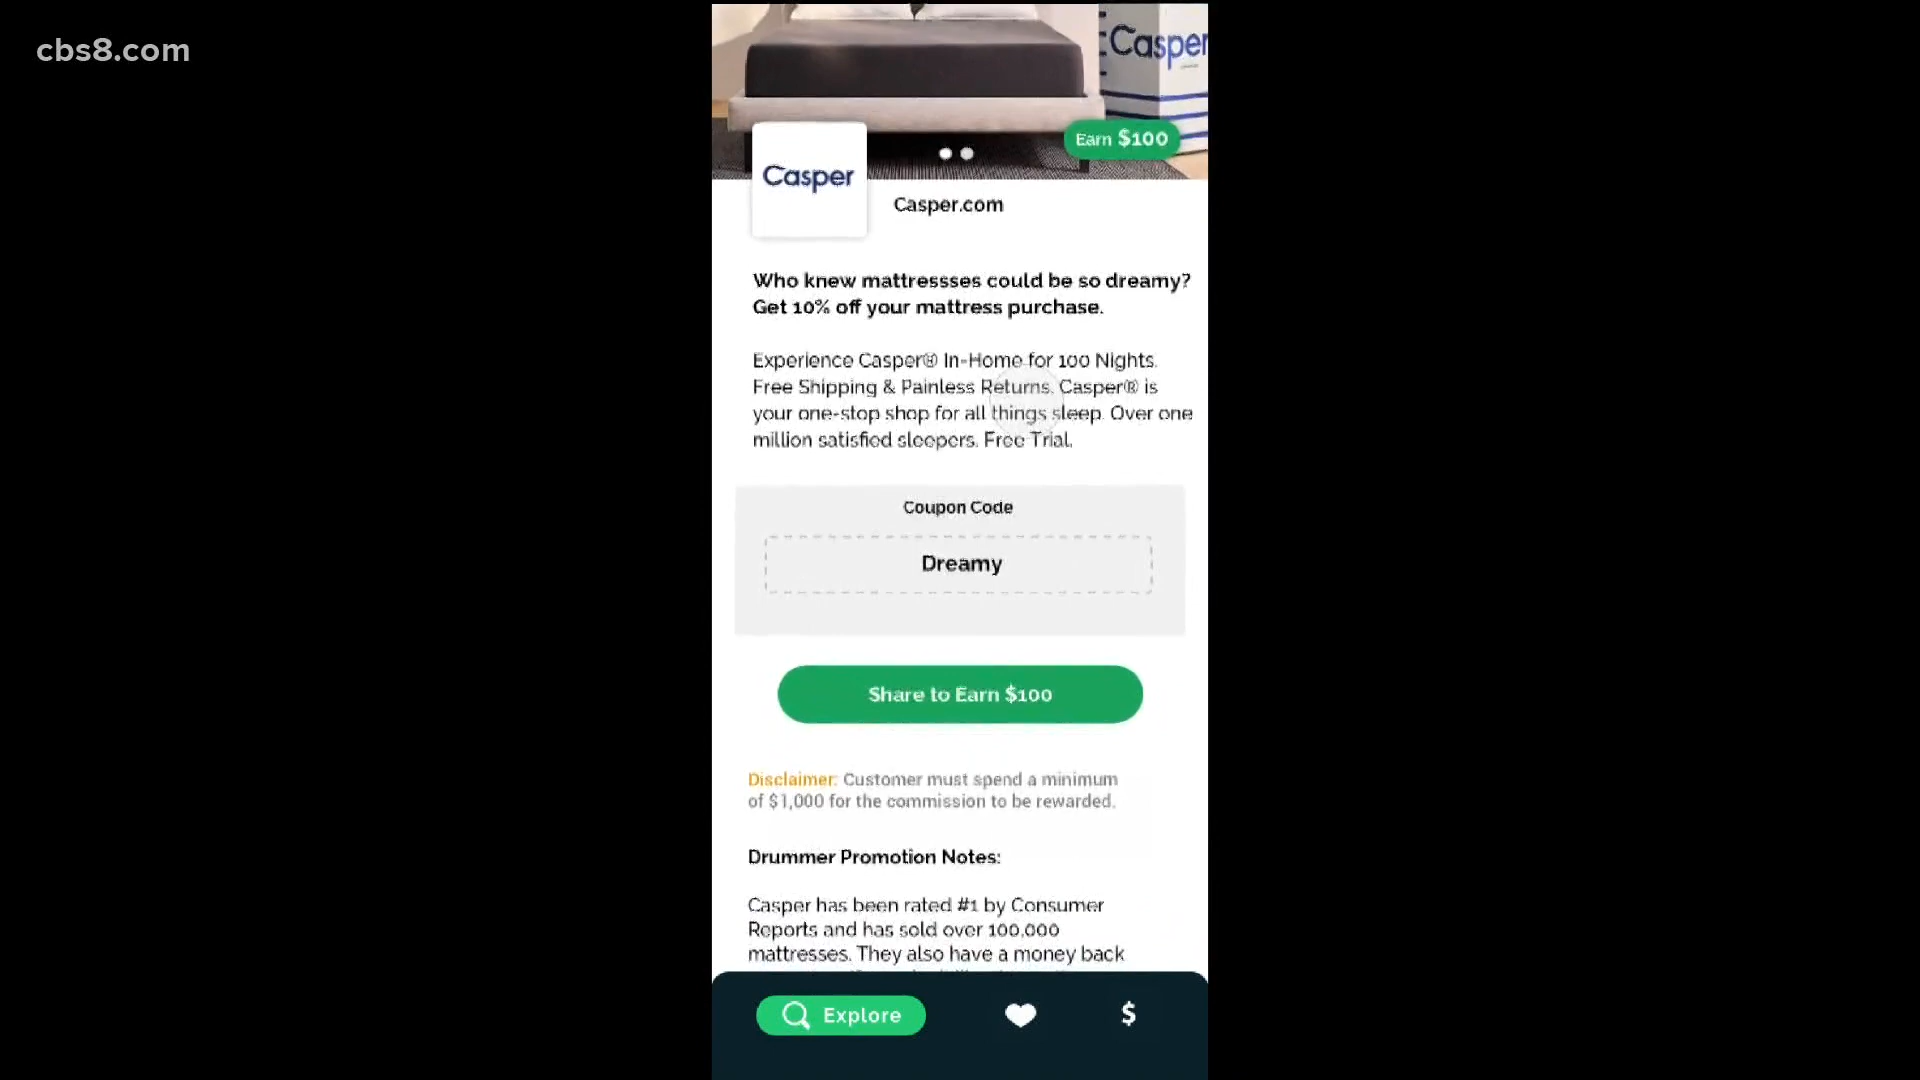 cbs8.com
Casper
Earn $100
Casper
Casper.com
Who knew mattressses could be so dreamy?
Get 10% off your mattress purchase.
Experience Casper® In-Home for 100 Nights.
Free Shipping & Painless Returns. Casper® is
your one-stop shop for all things sleep. Over one
million satisfied sleepers. Free Trial.
Coupon Code
Dreamy
Share to Earn $100
Disclaimer: Customer must spend a minimum
of $1,000 for the commission to be rewarded.
Drummer Promotion Notes:
Casper has been rated #1 by Consumer
Reports and has sold over 100,000
mattresses. They also have a money back
Explore
$